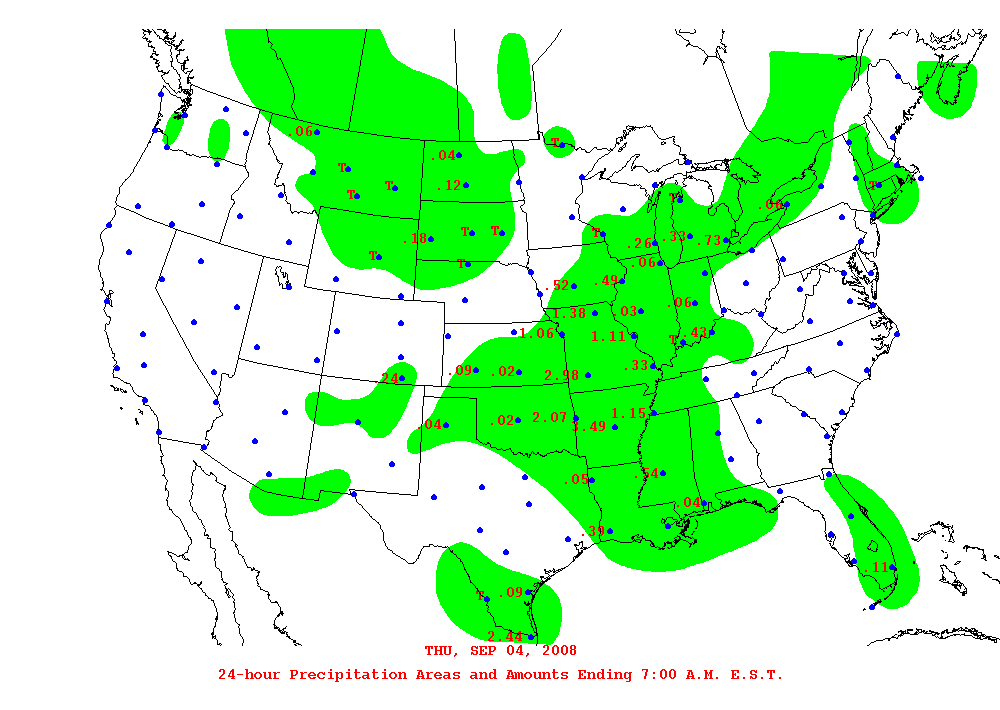 .06
T
.04
T
T
T
.12
.06
T
T
T
T
.18
.26
.33
.73
T
T
.06
.52
.49
.06
1.38
.03
1.06
1.11
.43
T
.33
.09
.02
2.98
.24
1.15
2.07
.02
.04
3.49
.54
.05
.04
.39
.11
.09
T
2.44
THU, SEP 04, 2008
24-hour Precipitation Areas and Amounts Ending 7:00 A.M. E.S.T.